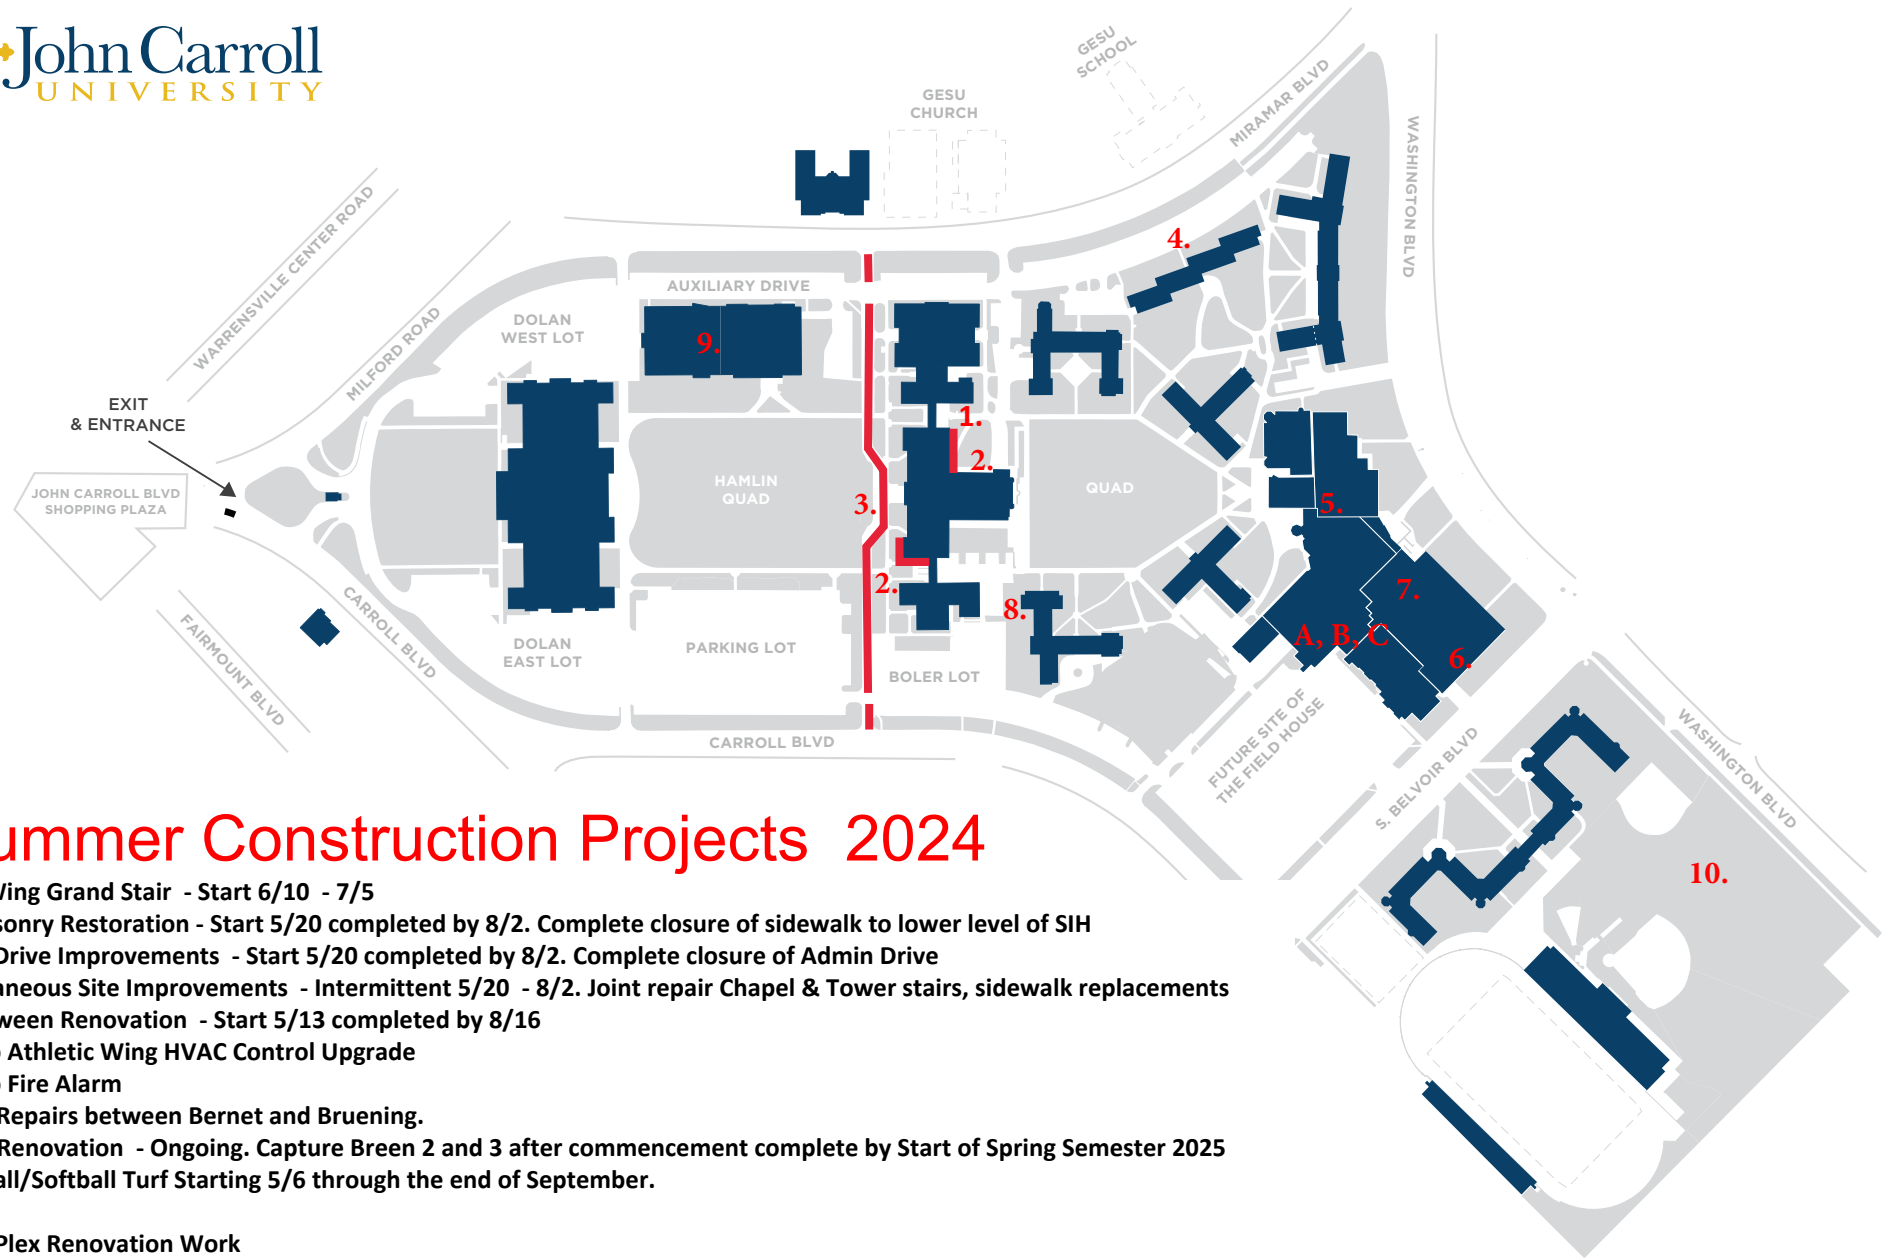 John Carroll
UNIVERSITY
GESU
SCHOOL
GESU
CHURCH
MIRAMAR BLVD
WASHINGTON BLVD
WARRENSVILLE CENTER ROAD
4.
AUXILIARY DRIVE
DOLAN
WEST LOT
MILFORD ROAD
9.
EXIT
& ENTRANCE
1.
2.
HAMLIN
QUAD
QUAD
JOHN CARROLL BLVD
SHOPPING PLAZA
3.
5.
2.
7.
8.
CARROLL BLVD
FAIRMOUNT BLVD
A, B, C
6.
DOLAN
EAST LOT
PARKING LOT
BOLER LOT
CARROLL BLVD
FUTURE SITE OF
THE FIELD HOUSE
S. BELVOIR BLVD
WASHINGTON BLVD
10.
ummer Construction Projects 2024
Wing Grand Stair - Start 6/10 - 7/5
sonry Restoration - Start 5/20 completed by 8/2. Complete closure of sidewalk to lower level of SIH
Drive Improvements - Start 5/20 completed by 8/2. Complete closure of Admin Drive
aneous Site Improvements - Intermittent 5/20 - 8/2. Joint repair Chapel & Tower stairs, sidewalk replacements
ween Renovation - Start 5/13 completed by 8/16
Athletic Wing HVAC Control Upgrade
Fire Alarm
Repairs between Bernet and Bruening.
Renovation - Ongoing. Capture Breen 2 and 3 after commencement complete by Start of Spring Semester 2025
all/Softball Turf Starting 5/6 through the end of September.
Plex Renovation Work